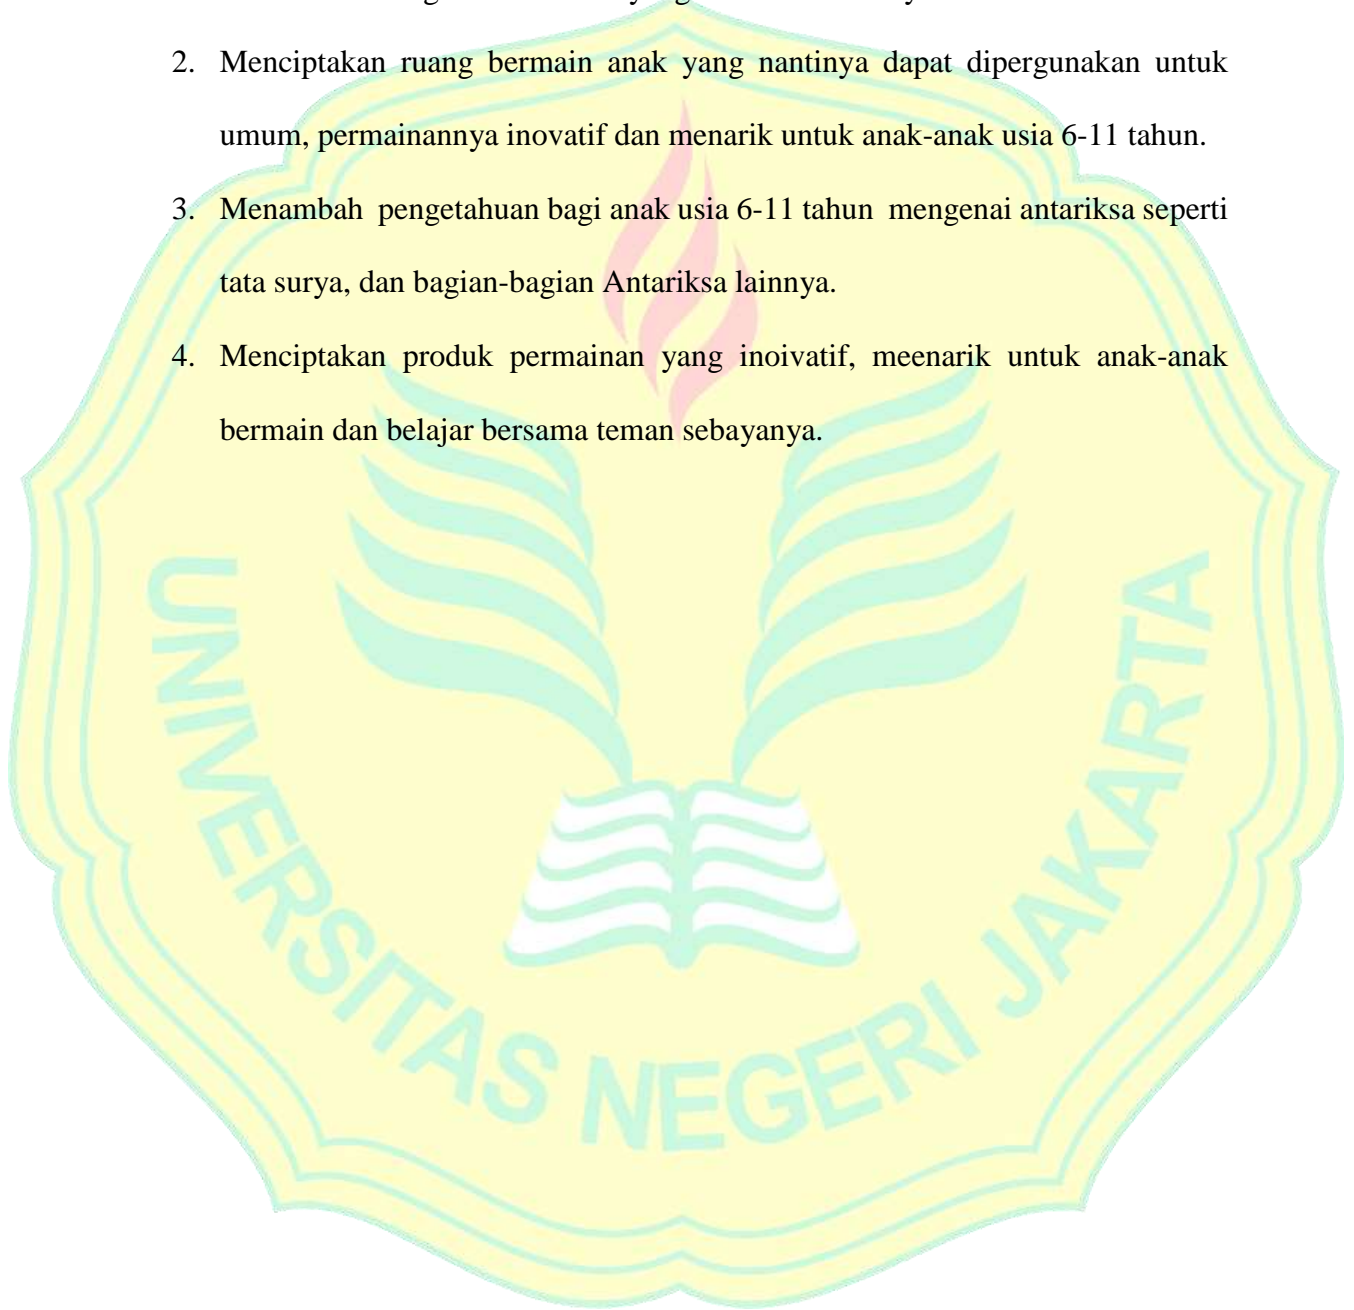 2. Menciptakan ruang bermain anak yang nantinya dapat dipergunakan untuk
umum, permainannya inovatif dan menarik untuk anak-anak usia 6-11 tahun.
3. Menambah pengetahuan bagi anak usia 6-11 tahun mengenai antariksa seperti
tata surya, dan bagian-bagian Antariksa lainnya.
4. Menciptakan produk permainan yang inoivatif, meenarik untuk anak-anak
bermain dan belajar bersama teman sebayanya.
UNIVERSITAS NEGERI JAKARTA